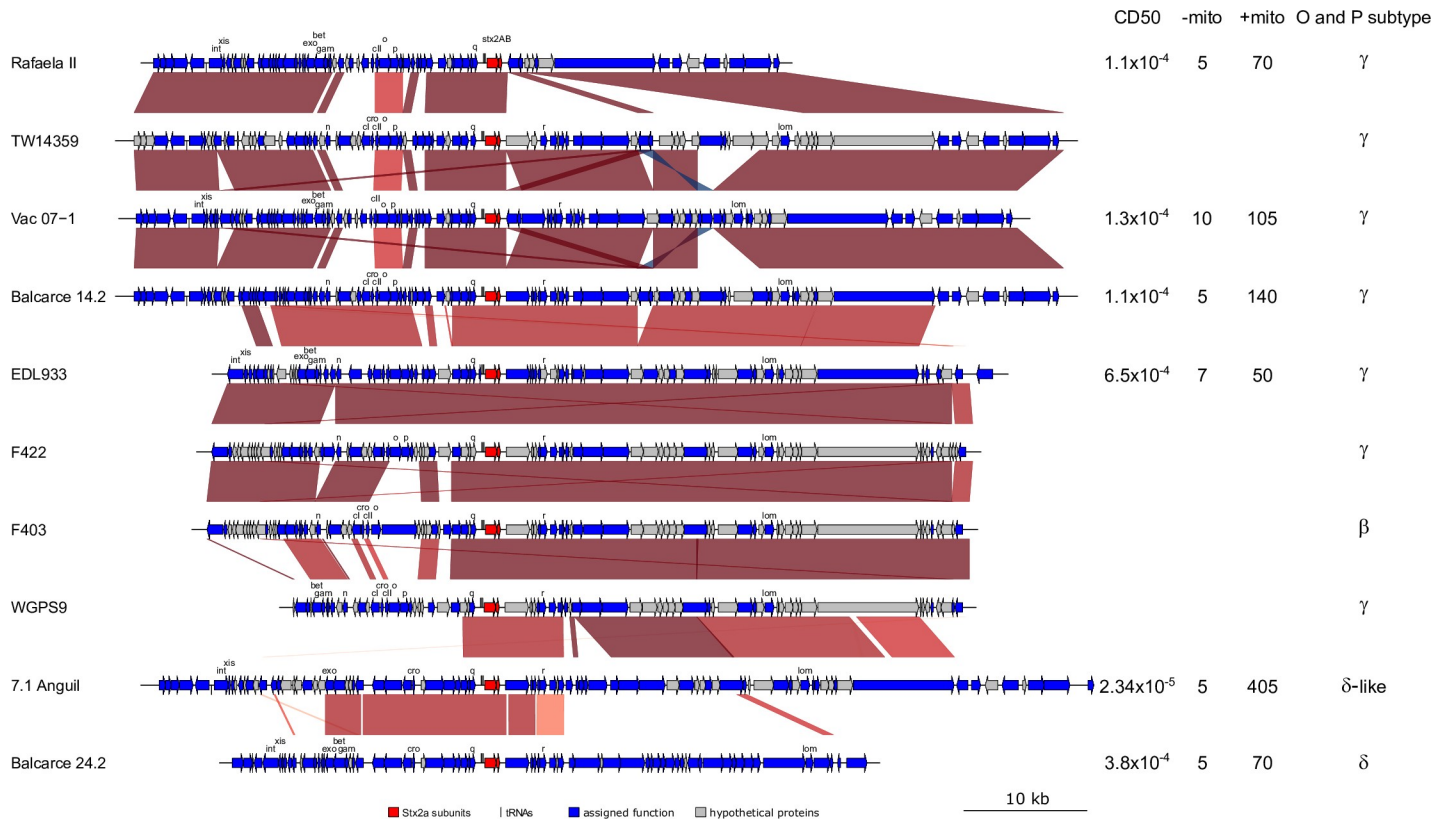 CD50 -mito +mito O and P subtype
int xis exo bet gam cII o p q stx2AB
Rafaela II 1.1x10⁻⁴ 5 70 γ
n cI cro cII o p q r lom
TW14359 γ
int xis exo bet gam cII o p q r lom
Vac 07−1 1.3x10⁻⁴ 10 105 γ
n cI cro cII o p q r lom
Balcarce 14.2 1.1x10⁻⁴ 5 140 γ
int xis exo bet gam n q r lom
EDL933 6.5x10⁻⁴ 7 50 γ
n o p q r lom
F422 γ
n cI cro cII o q r lom
F403 β
bet gam n cI cro cII o p q r lom
WGPS9 γ
int xis exo cro q r lom
7.1 Anguil 2.34x10⁻⁵ 5 405 δ-like
int xis exo bet gam cro q r lom
Balcarce 24.2 3.8x10⁻⁴ 5 70 δ
10 kb
Stx2a subunits tRNAs assigned function hypothetical proteins